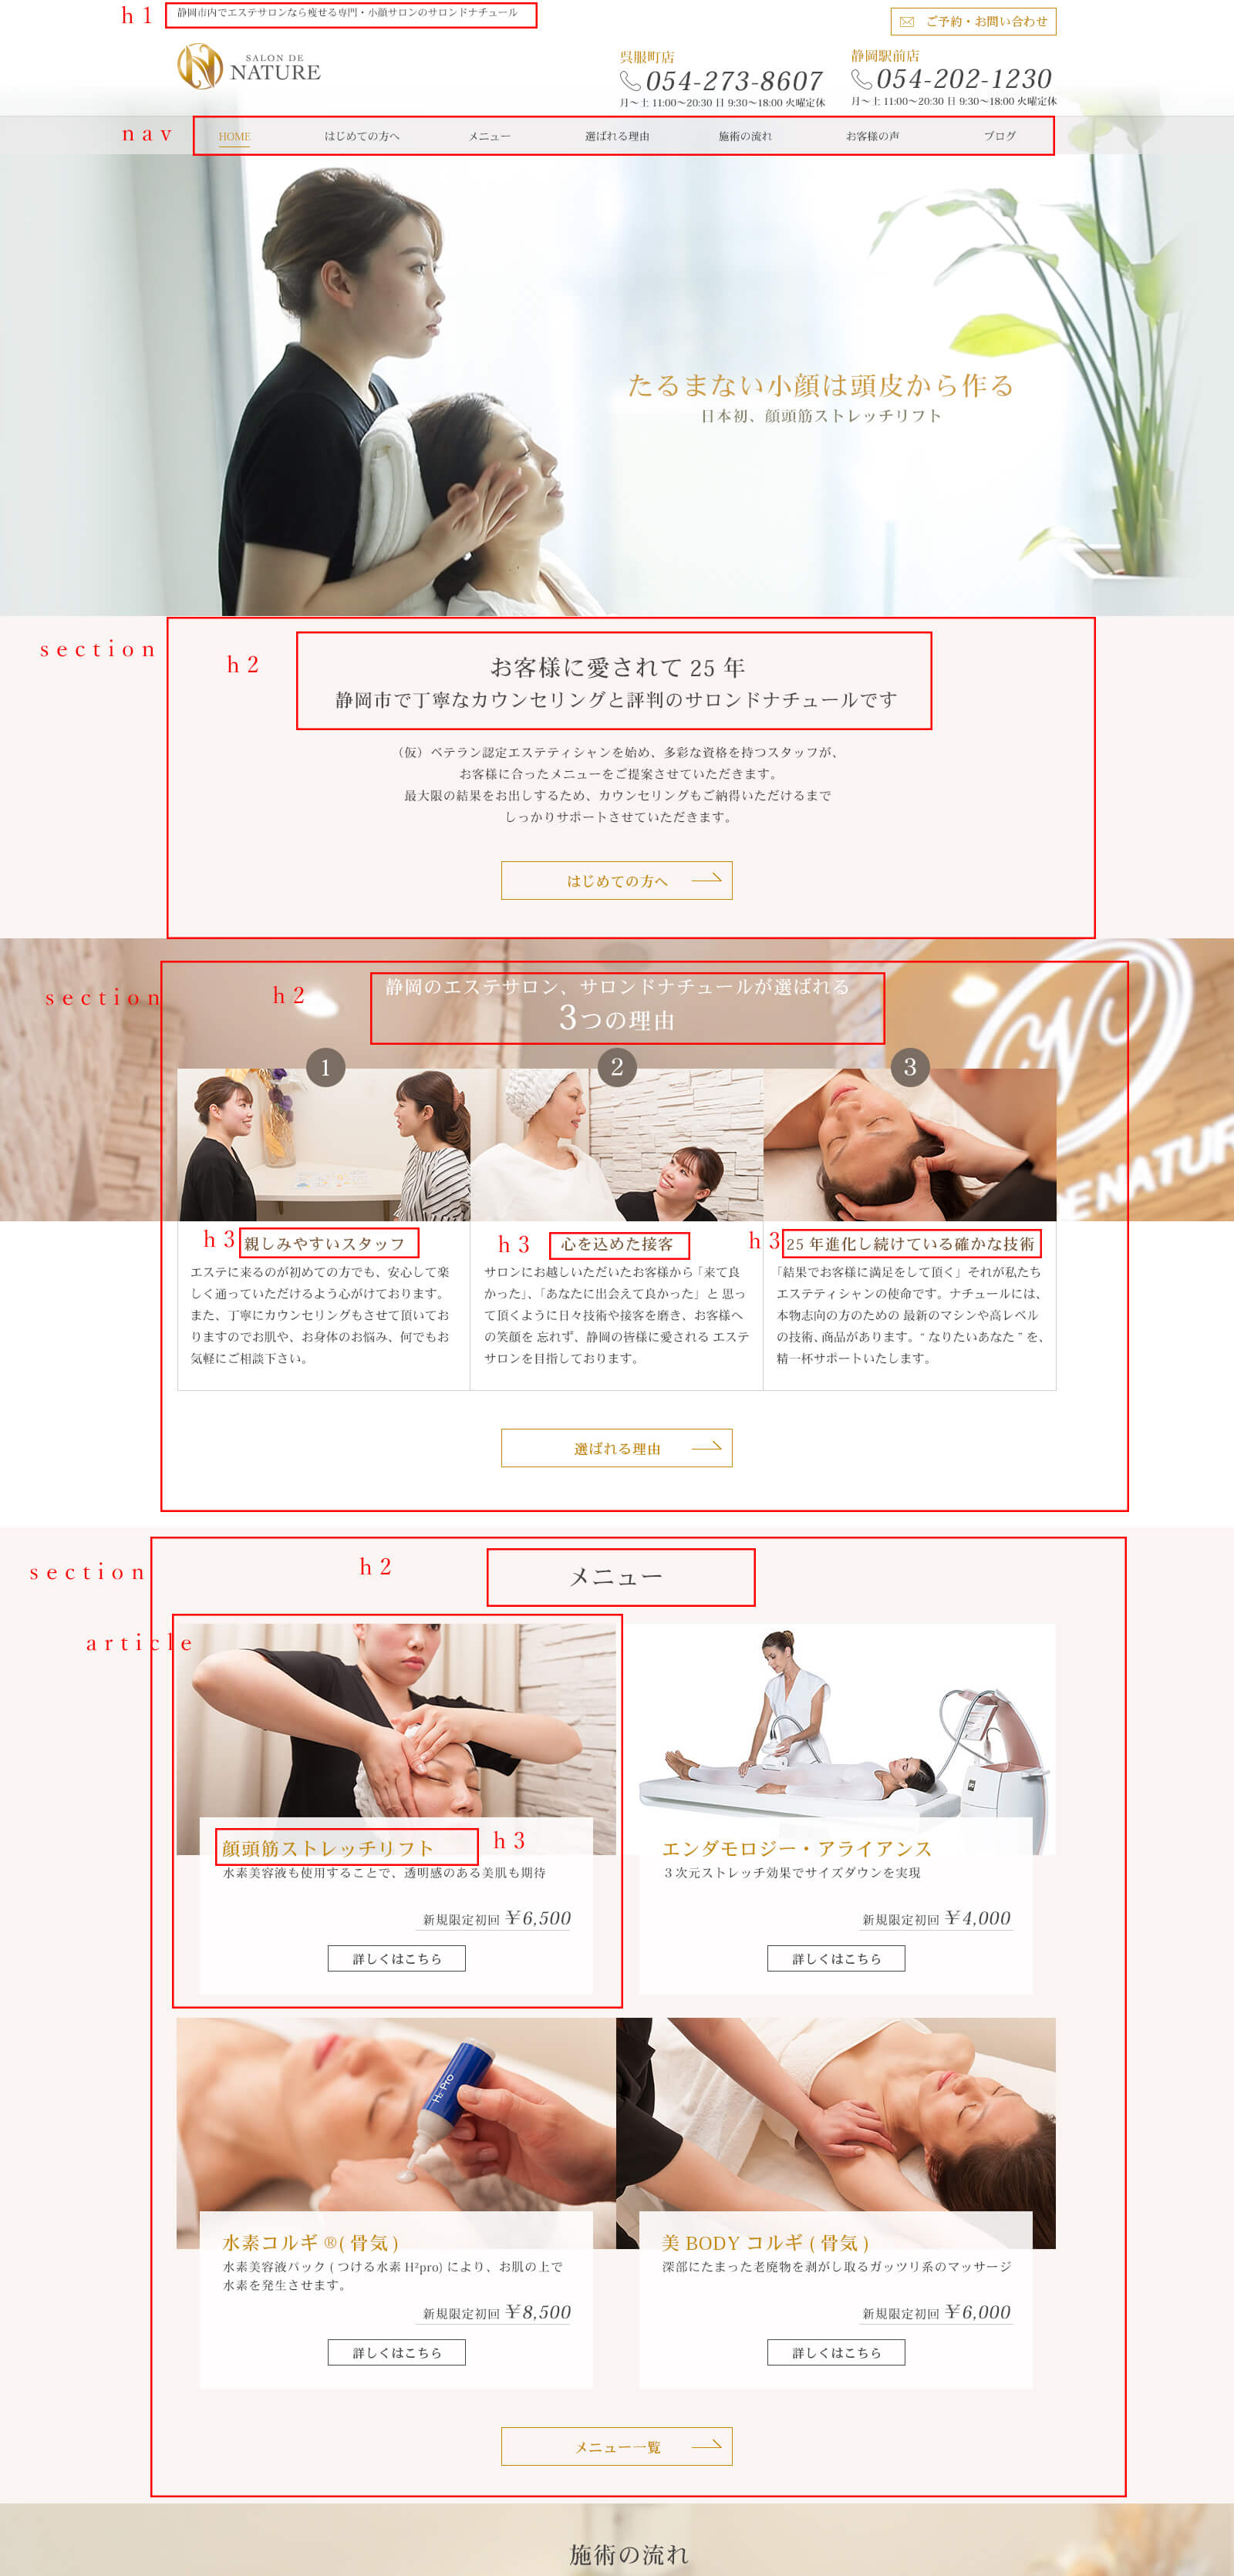 h1
静岡市内でエステサロンなら痩せる専門・小顔サロンのサロンドナチュール
ご予約・お問い合わせ
SALON DE
NATURE
呉服町店
054-273-8607
月〜土 11:00〜20:30 日 9:30〜18:00 火曜定休
静岡駅前店
054-202-1230
月〜土 11:00〜20:30 日 9:30〜18:00 火曜定休
nav
HOME はじめての方へ メニュー 選ばれる理由 施術の流れ お客様の声 ブログ
たるまない小顔は頭皮から作る
日本初、顔頭筋ストレッチリフト
section
h2
お客様に愛されて 25 年
静岡市で丁寧なカウンセリングと評判のサロンドナチュールです
（仮）ベテラン認定エステティシャンを始め、多彩な資格を持つスタッフが、
お客様に合ったメニューをご提案させていただきます。
最大限の結果をお出しするため、カウンセリングもご納得いただけるまで
しっかりサポートさせていただきます。
はじめての方へ
section
h2
静岡のエステサロン、サロンドナチュールが選ばれる
3つの理由
DE NATUR
1
h3
親しみやすいスタッフ
エステに来るのが初めての方でも、安心して楽
しく通っていただけるよう心がけております。
また、丁寧にカウンセリングもさせて頂いてお
りますのでお肌や、お身体のお悩み、何でもお
気軽にご相談下さい。
2
h3
心を込めた接客
サロンにお越しいただいたお客様から「来て良
かった」、「あなたに出会えて良かった」と 思っ
て頂くように日々技術や接客を磨き、お客様へ
の笑顔を 忘れず、静岡の皆様に愛される エステ
サロンを目指しております。
3
h3
25 年進化し続けている確かな技術
「結果でお客様に満足をして頂く」それが私たち
エステティシャンの使命です。ナチュールには、
本物志向の方のための 最新のマシンや高レベル
の技術、商品があります。“ なりたいあなた ” を、
精一杯サポートいたします。
選ばれる理由
section
h2
メニュー
article
顔頭筋ストレッチリフト
h3
水素美容液も使用することで、透明感のある美肌も期待
新規限定初回 ¥6,500
詳しくはこちら
エンダモロジー・アライアンス
３次元ストレッチ効果でサイズダウンを実現
新規限定初回 ¥4,000
詳しくはこちら
H² Pro
水素コルギ ®( 骨気 )
水素美容液パック ( つける水素 H²pro) により、お肌の上で
水素を発生させます。
新規限定初回 ¥8,500
詳しくはこちら
美 BODY コルギ ( 骨気 )
深部にたまった老廃物を剥がし取るガッツリ系のマッサージ
新規限定初回 ¥6,000
詳しくはこちら
メニュー一覧
施術の流れ